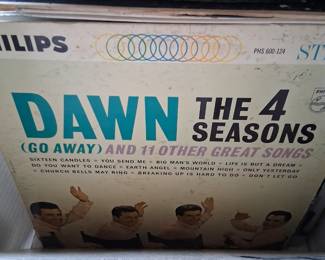 PHILIPS
PHS 600-124
ST
DAWN THE 4 SEASONS
(GO AWAY) AND 11 OTHER GREAT SONGS
SIXTEEN CANDLES • YOU SEND ME • BIG MAN'S WORLD • LIFE IS BUT A DREAM •
DO YOU WANT TO DANCE • EARTH ANGEL • MOUNTAIN HIGH • ONLY YESTERDAY
• CHURCH BELLS MAY RING • BREAKING UP IS HARD TO DO • DON'T LET GO